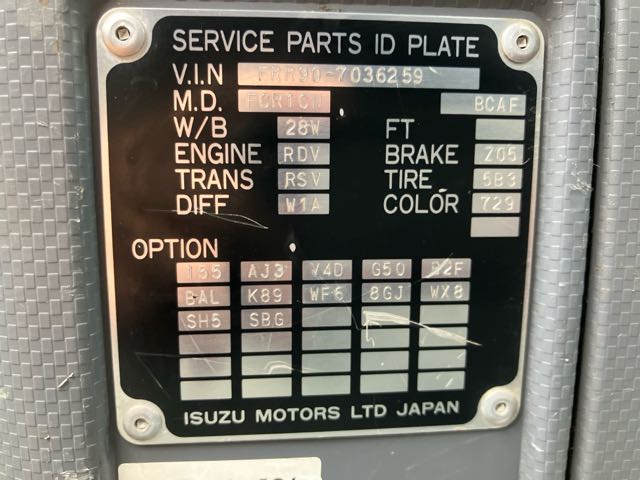 SERVICE PARTS ID PLATE
V.I.N FRR90-7036259
M.D. BCAF
W/B 28W FT
ENGINE RDV BRAKE Z05
TRANS RSV TIRE 5B3
DIFF W1A COLOR 729
OPTION
AJ3 V4D G50
BAL K89 WF6 8GJ WX8
SH5 SBG
ISUZU MOTORS LTD JAPAN